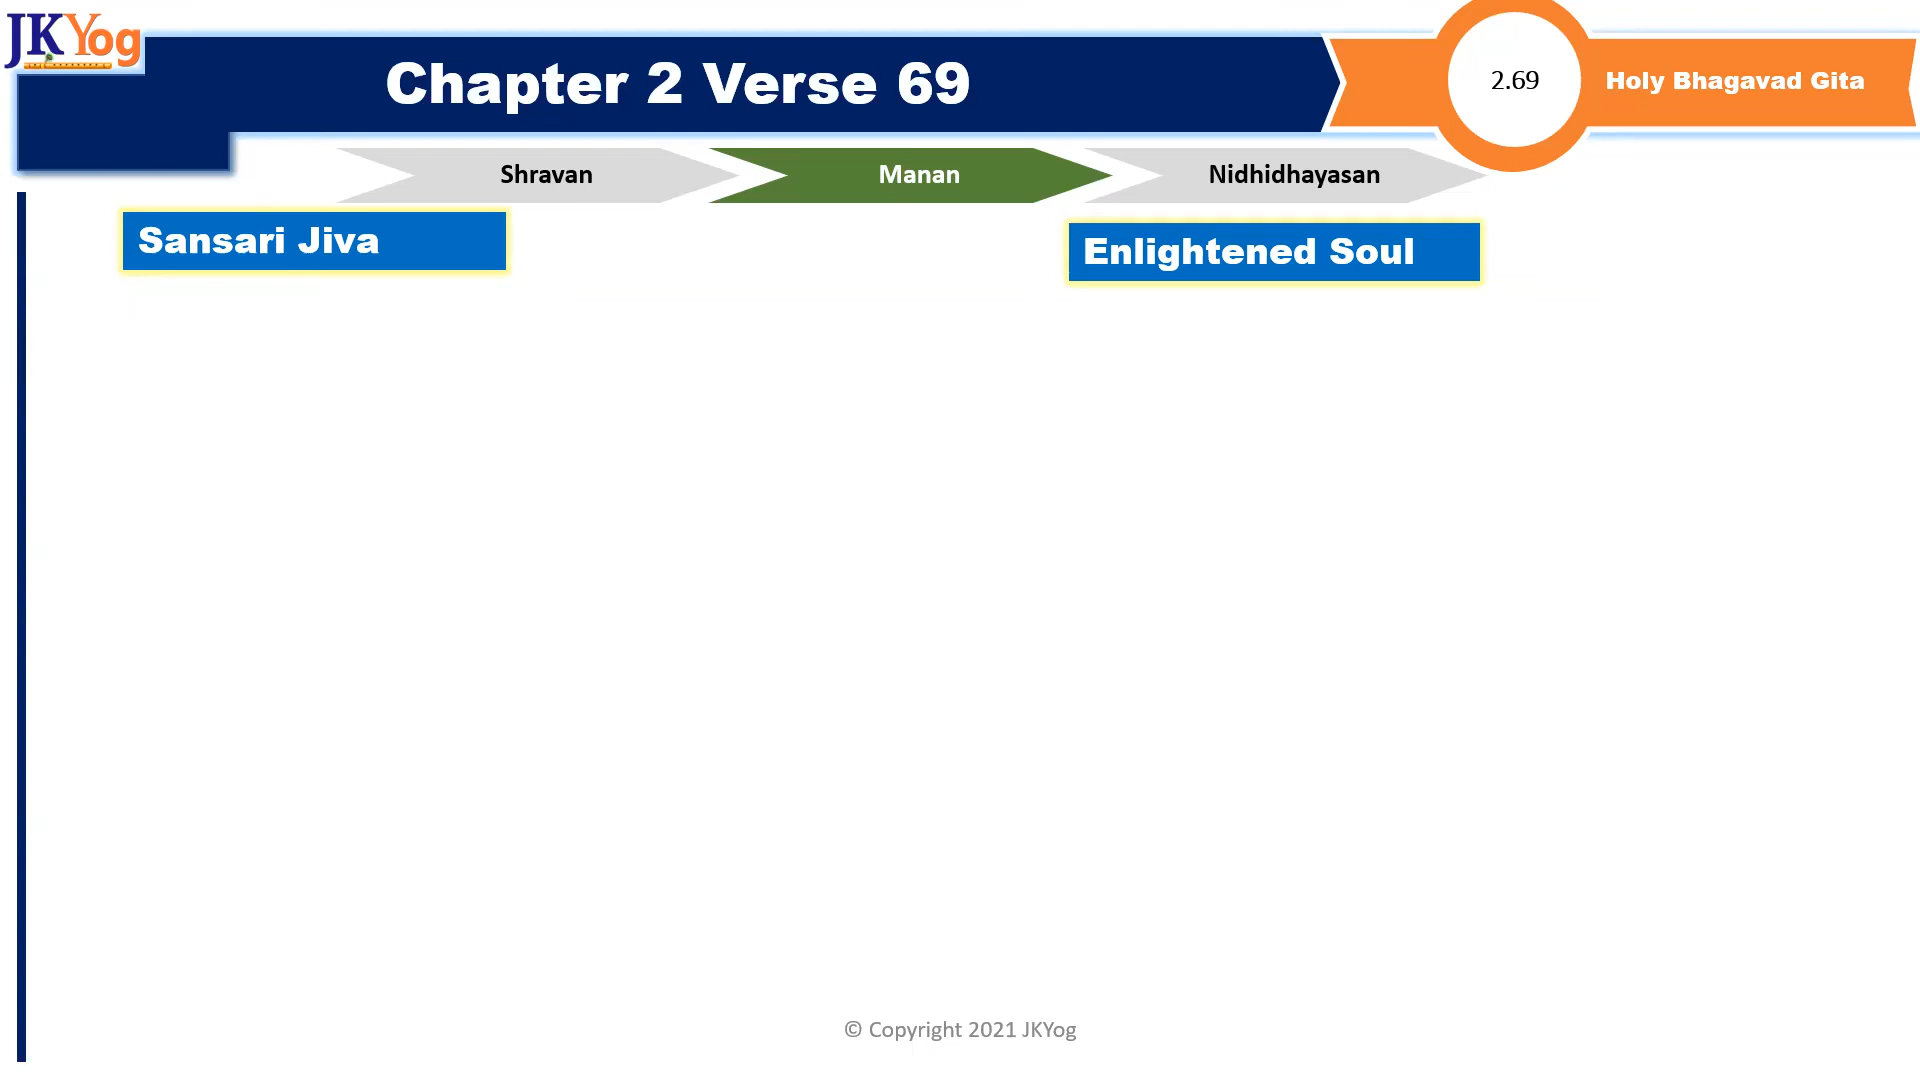 JKYog
Chapter 2 Verse 69
2.69
Holy Bhagavad Gita
Shravan
Manan
Nidhidhayasan
Sansari Jiva
Enlightened Soul
© Copyright 2021 JKYog